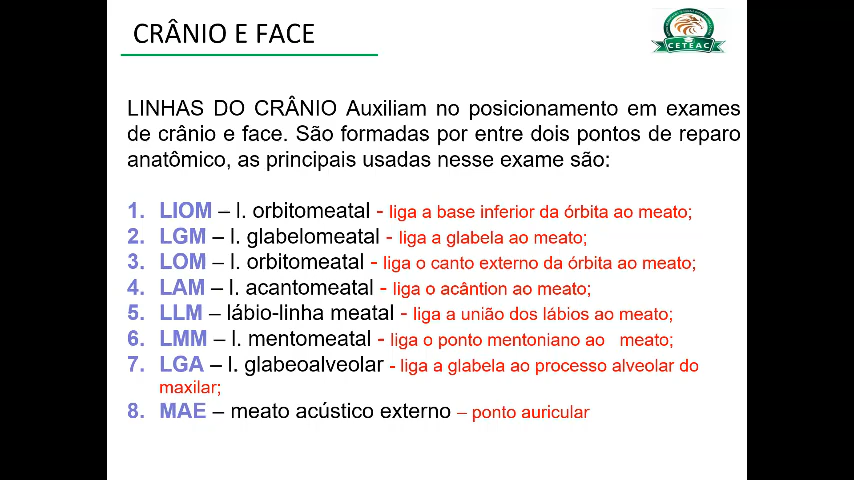 CRÂNIO E FACE
CETEAC
LINHAS DO CRÂNIO Auxiliam no posicionamento em exames
de crânio e face. São formadas por entre dois pontos de reparo
anatômico, as principais usadas nesse exame são:
1. LIOM – l. orbitomeatal - liga a base inferior da órbita ao meato;
2. LGM – l. glabelomeatal - liga a glabela ao meato;
3. LOM – l. orbitomeatal - liga o canto externo da órbita ao meato;
4. LAM – l. acantomeatal - liga o acântion ao meato;
5. LLM – lábio-linha meatal - liga a união dos lábios ao meato;
6. LMM – l. mentomeatal - liga o ponto mentoniano ao meato;
7. LGA – l. glabeoalveolar - liga a glabela ao processo alveolar do
maxilar;
8. MAE – meato acústico externo – ponto auricular